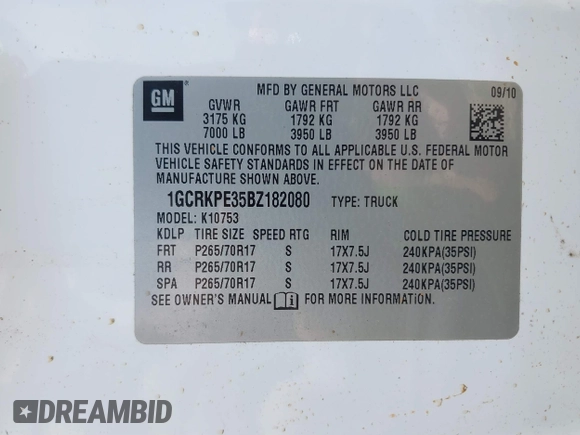 GM
MFD BY GENERAL MOTORS LLC 09/10
GVWR GAWR FRT GAWR RR
3175 KG 1792 KG 1792 KG
7000 LB 3950 LB 3950 LB
THIS VEHICLE CONFORMS TO ALL APPLICABLE U.S. FEDERAL MOTOR
VEHICLE SAFETY STANDARDS IN EFFECT ON THE DATE OF
MANUFACTURE SHOWN ABOVE.
1GCRKPE35BZ182080 TYPE: TRUCK
MODEL: K10753
KDLP TIRE SIZE SPEED RTG RIM COLD TIRE PRESSURE
FRT P265/70R17 S 17X7.5J 240KPA(35PSI)
RR P265/70R17 S 17X7.5J 240KPA(35PSI)
SPA P265/70R17 S 17X7.5J 240KPA(35PSI)
SEE OWNER'S MANUAL FOR MORE INFORMATION.
DREAMBID